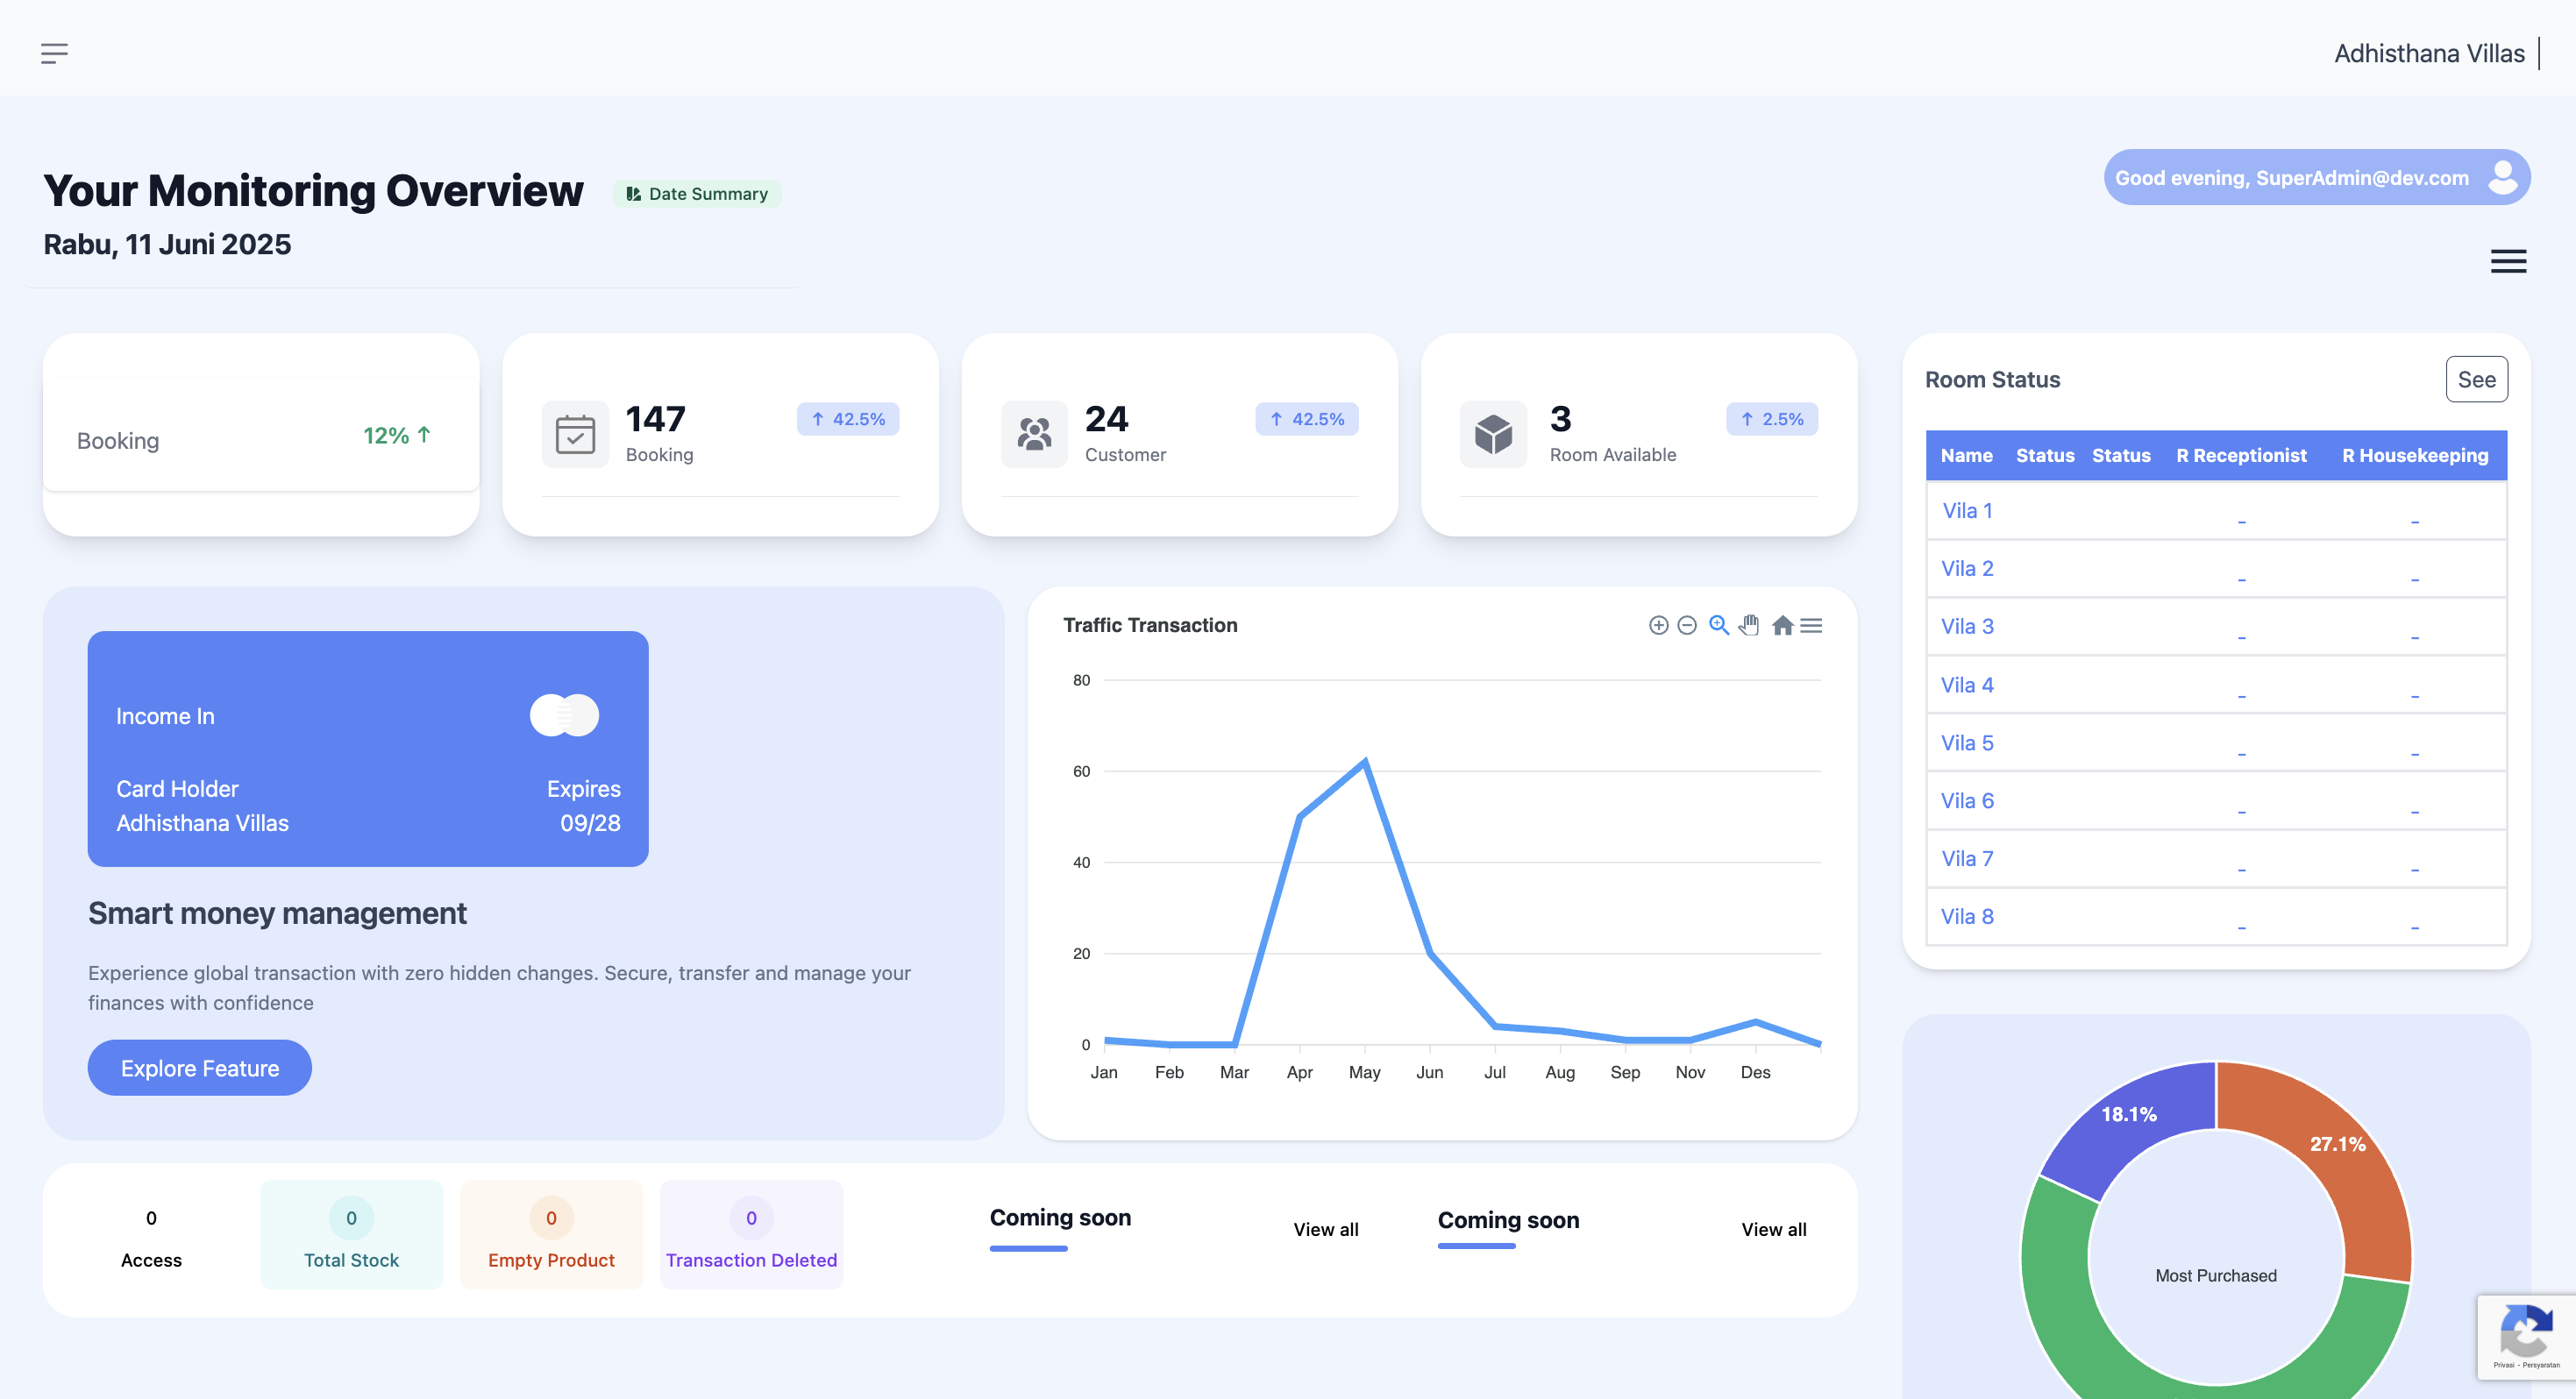 Adhisthana Villas
Your Monitoring Overview
Date Summary
Good evening, SuperAdmin@dev.com
Rabu, 11 Juni 2025
Booking
12% ↑
147
Booking
↑ 42.5%
24
Customer
↑ 42.5%
3
Room Available
↑ 2.5%
Room Status
See
Name Status Status R Receptionist R Housekeeping
Vila 1 - -
Vila 2 - -
Vila 3 - -
Vila 4 - -
Vila 5 - -
Vila 6 - -
Vila 7 - -
Vila 8 - -
Income In
Card Holder Expires
Adhisthana Villas 09/28
Smart money management
Experience global transaction with zero hidden changes. Secure, transfer and manage your
finances with confidence
Explore Feature
Traffic Transaction
80
60
40
20
0
Jan Feb Mar Apr May Jun Jul Aug Sep Nov Des
0
Access
0
Total Stock
0
Empty Product
0
Transaction Deleted
Coming soon
View all
Coming soon
View all
18.1%
27.1%
Most Purchased
Privasi - Persyaratan